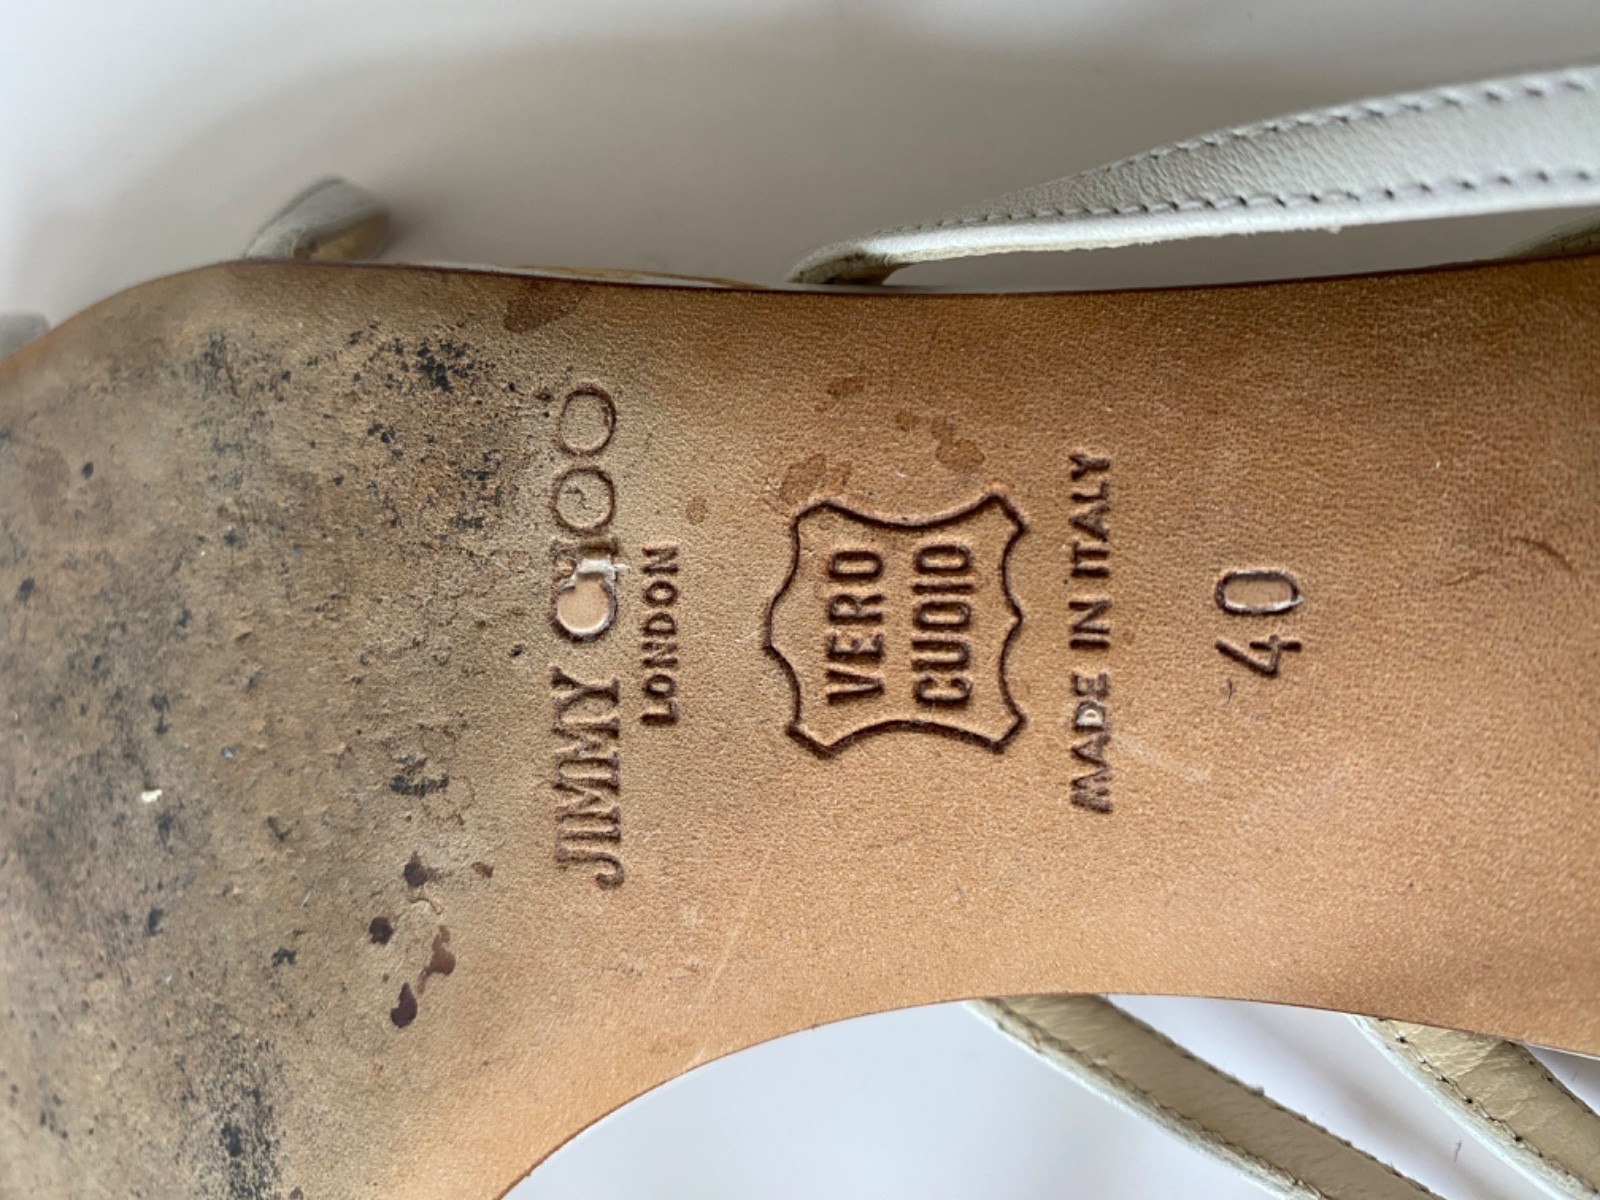 JIMMY CHOO
LONDON
VERO
CUOIO
MADE IN ITALY
40